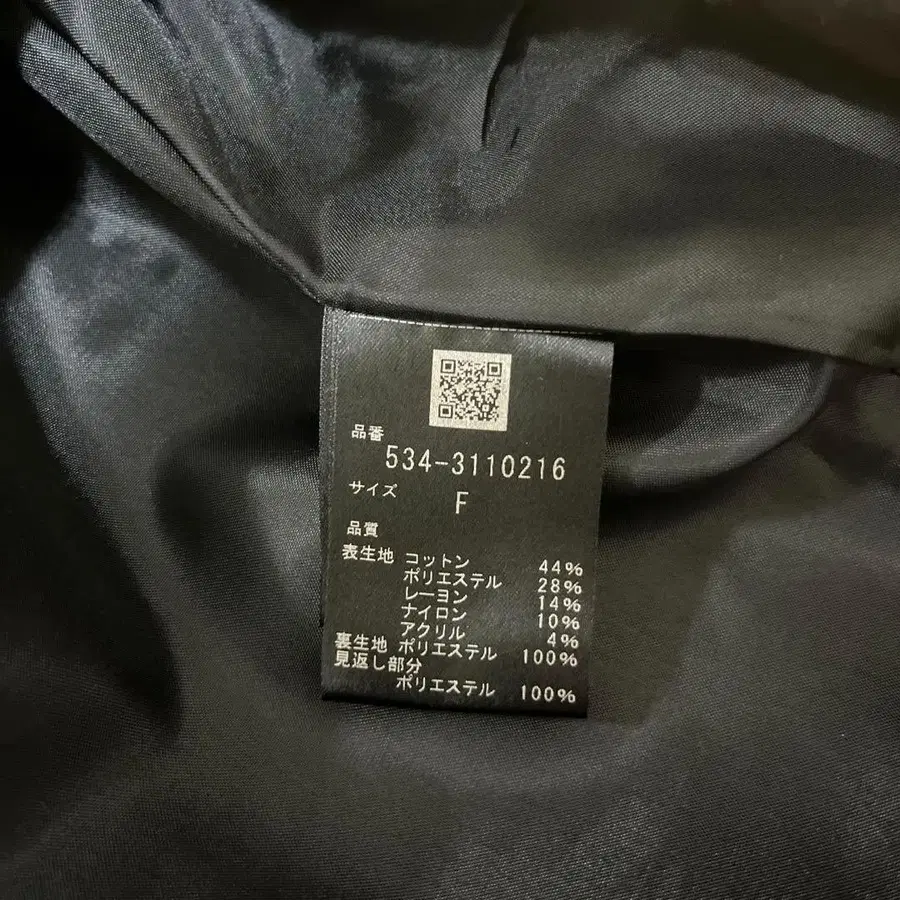 品番
534-3110216
サイズ F
品質
表生地 コットン 44%
ポリエステル 28%
レーヨン 14%
ナイロン 10%
アクリル 4%
裏生地 ポリエステル 100%
見返し部分
ポリエステル 100%